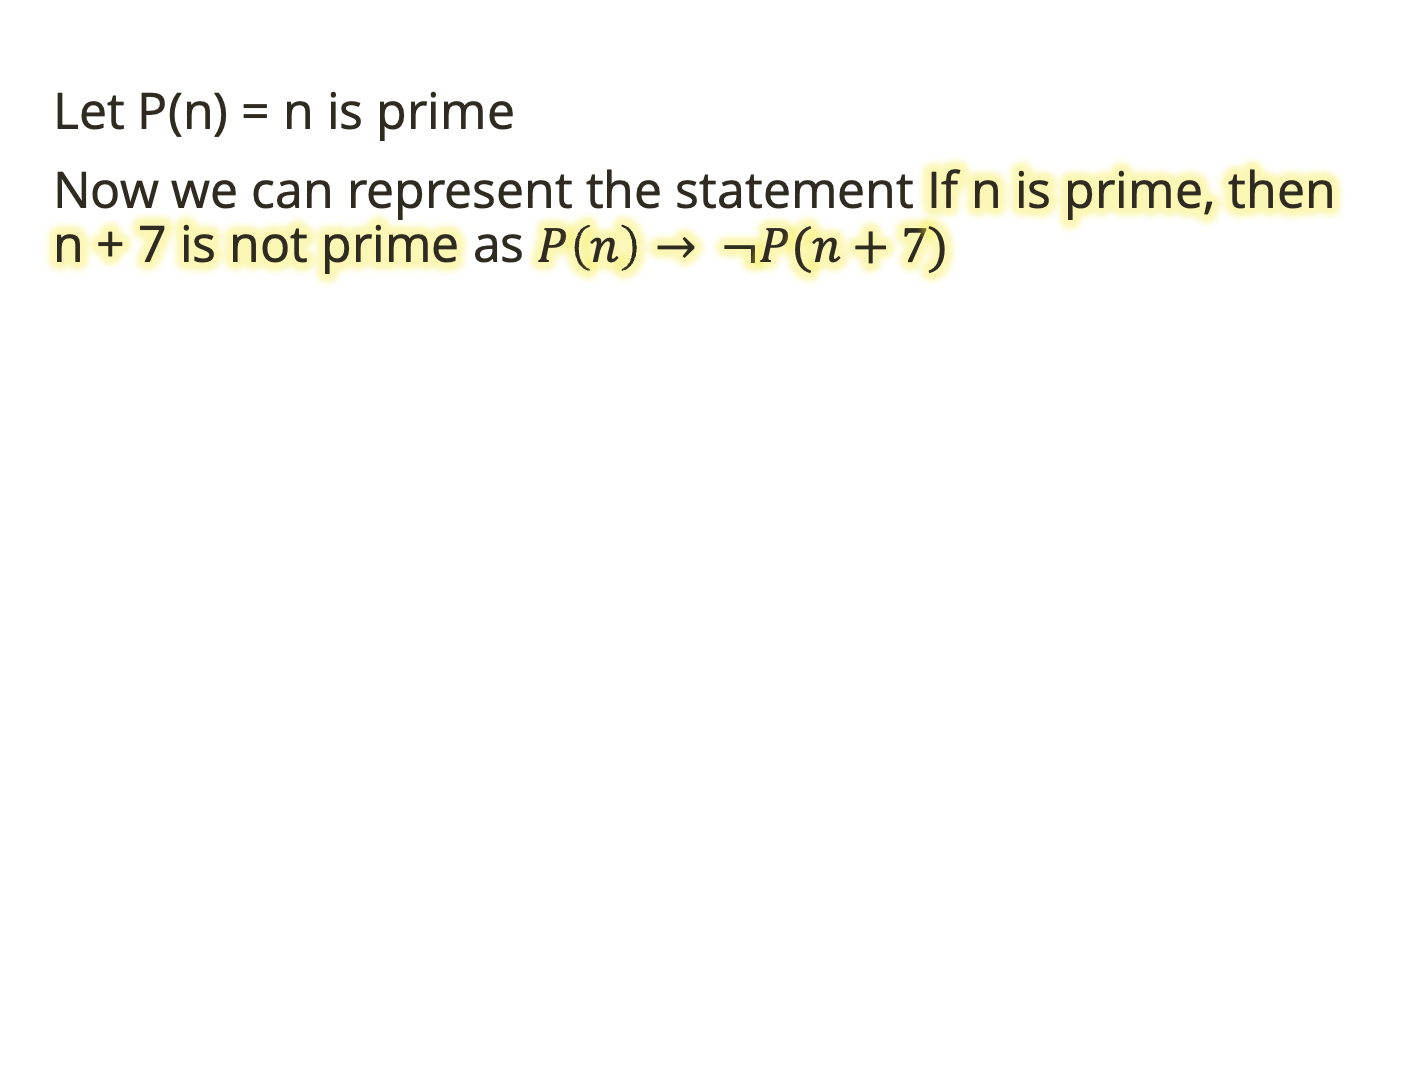 Let P(n) = n is prime
Now we can represent the statement If n is prime, then
n + 7 is not prime as 𝑃(𝑛) → ¬𝑃(𝑛 + 7)